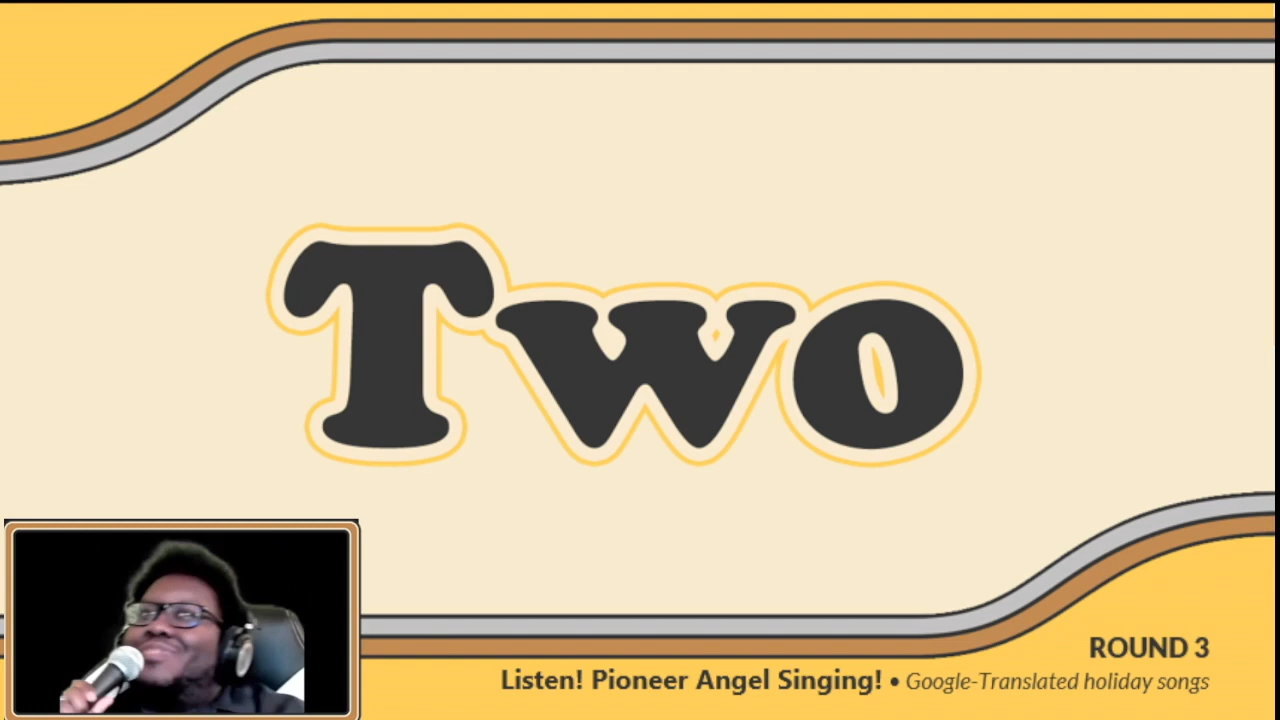 Two
ROUND 3
Listen! Pioneer Angel Singing! • Google-Translated holiday songs